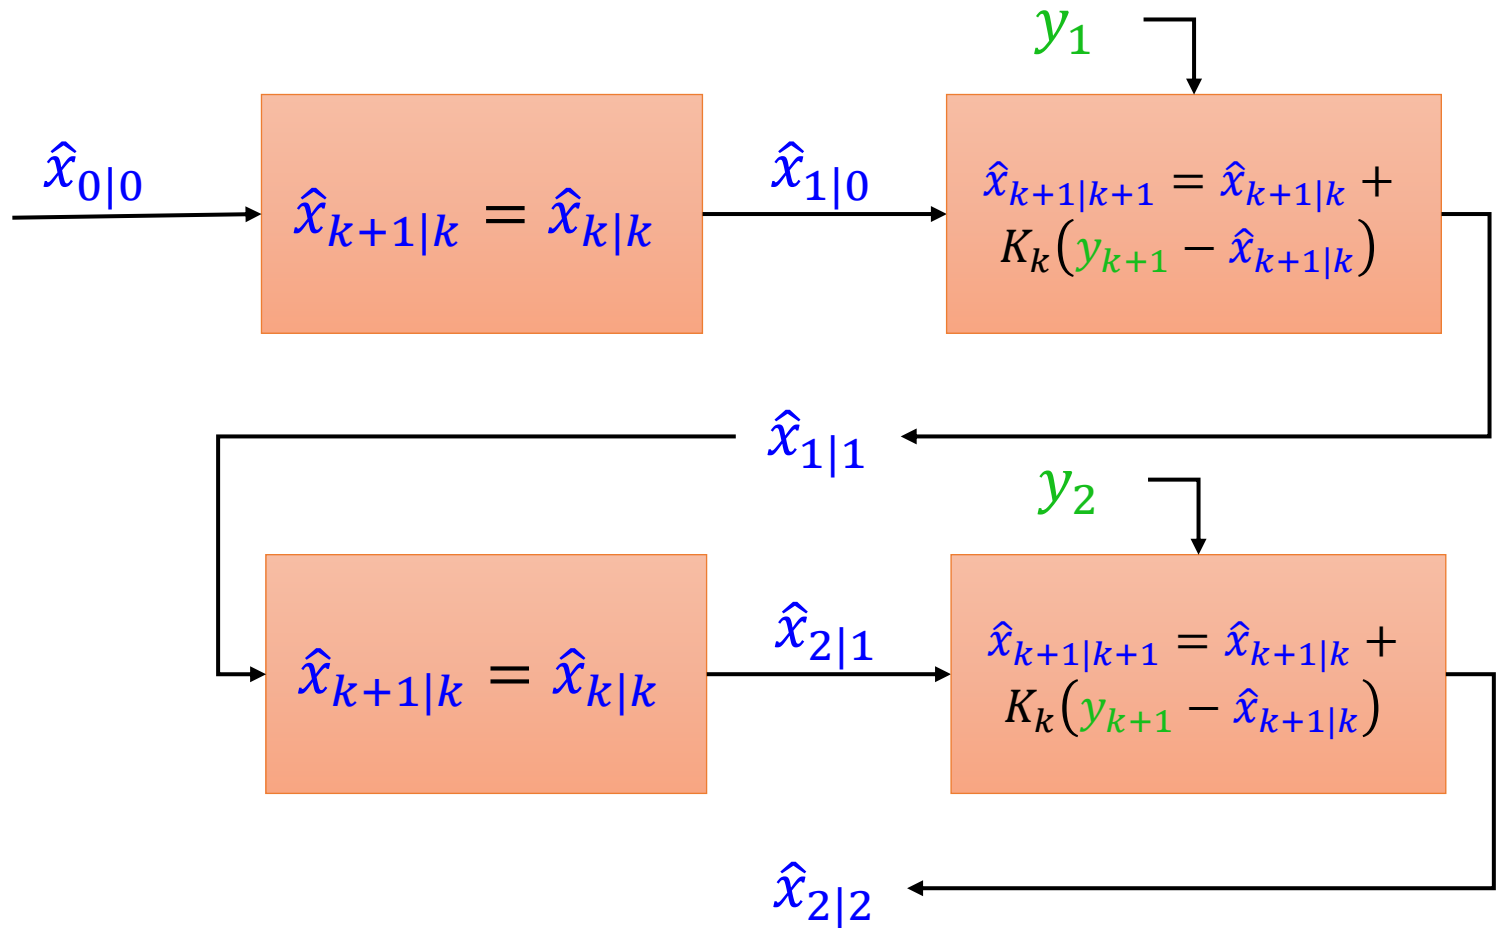 y₁
x̂₀|₀
x̂ₖ₊₁|ₖ = x̂ₖ|ₖ
x̂₁|₀
x̂ₖ₊₁|ₖ₊₁ = x̂ₖ₊₁|ₖ +
Kₖ(yₖ₊₁ − x̂ₖ₊₁|ₖ)
x̂₁|₁
y₂
x̂ₖ₊₁|ₖ = x̂ₖ|ₖ
x̂₂|₁
x̂ₖ₊₁|ₖ₊₁ = x̂ₖ₊₁|ₖ +
Kₖ(yₖ₊₁ − x̂ₖ₊₁|ₖ)
x̂₂|₂